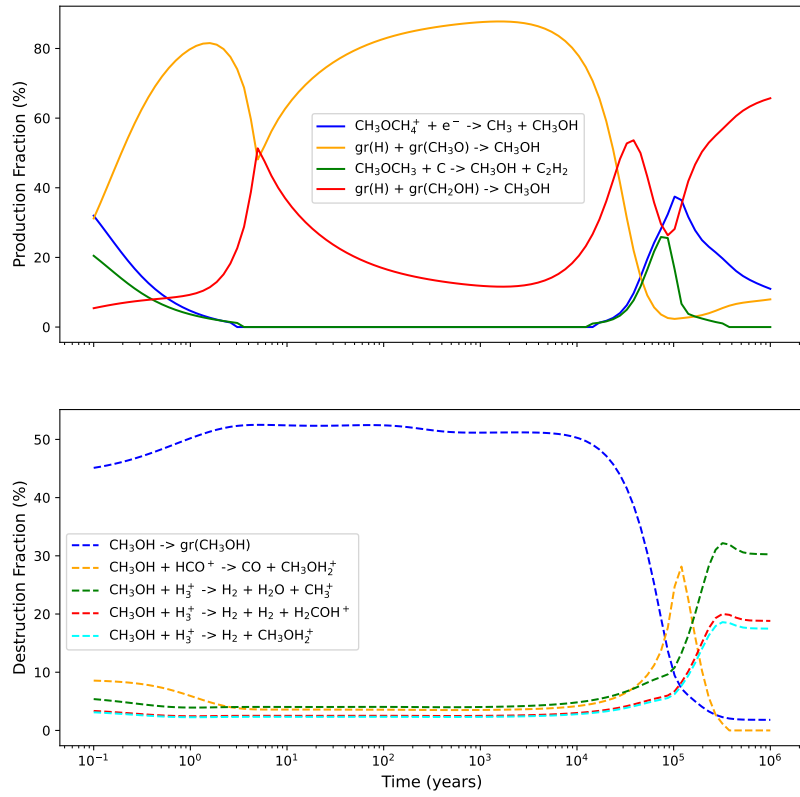 Production Fraction (%)
80
60
40
20
0
CH₃OCH₄⁺ + e⁻ -> CH₃ + CH₃OH
gr(H) + gr(CH₃O) -> CH₃OH
CH₃OCH₃ + C -> CH₃OH + C₂H₂
gr(H) + gr(CH₂OH) -> CH₃OH
Destruction Fraction (%)
50
40
30
20
10
0
CH₃OH -> gr(CH₃OH)
CH₃OH + HCO⁺ -> CO + CH₃OH₂⁺
CH₃OH + H₃⁺ -> H₂ + H₂O + CH₃⁺
CH₃OH + H₃⁺ -> H₂ + H₂ + H₂COH⁺
CH₃OH + H₃⁺ -> H₂ + CH₃OH₂⁺
10⁻¹ 10⁰ 10¹ 10² 10³ 10⁴ 10⁵ 10⁶
Time (years)